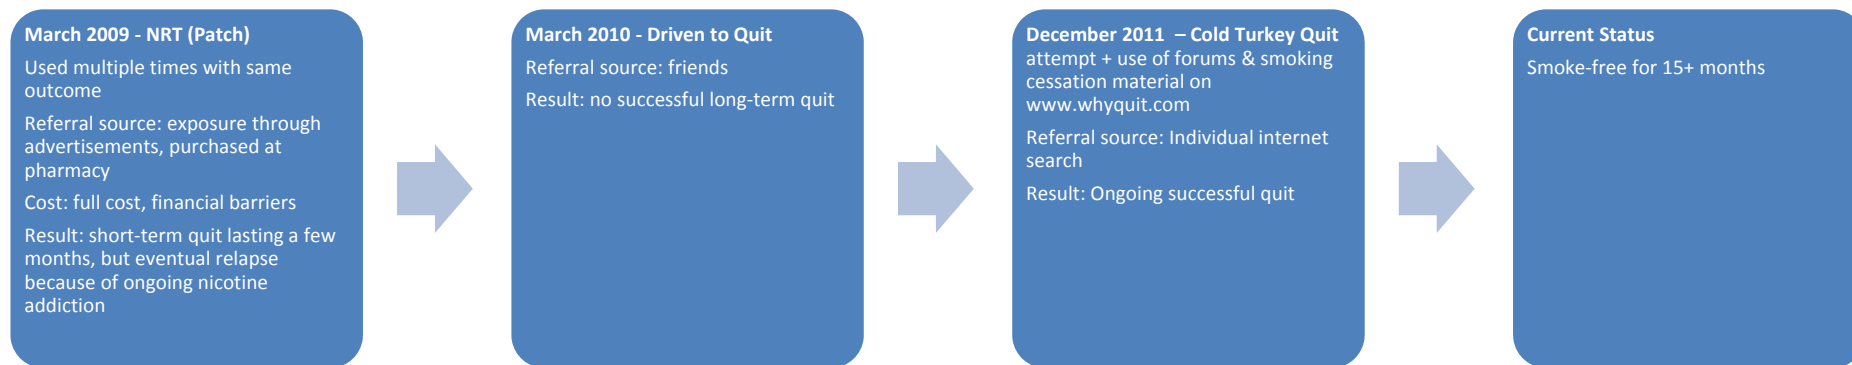 March 2009 - NRT (Patch)
Used multiple times with same
outcome
Referral source: exposure through
advertisements, purchased at
pharmacy
Cost: full cost, financial barriers
Result: short-term quit lasting a few
months, but eventual relapse
because of ongoing nicotine
addiction
March 2010 - Driven to Quit
Referral source: friends
Result: no successful long-term quit
December 2011 – Cold Turkey Quit
attempt + use of forums & smoking
cessation material on
www.whyquit.com
Referral source: Individual internet
search
Result: Ongoing successful quit
Current Status
Smoke-free for 15+ months